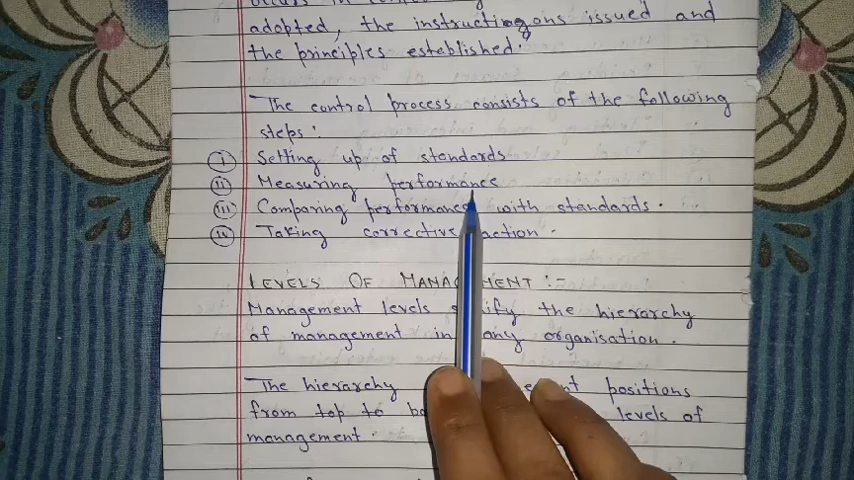 adopted, the instructingons issued and
the principles established.
The control process consists of the following
steps:
(i) Setting up of standards
(ii) Measuring performance
(iii) Comparing performance with standards.
(iv) Taking corrective action.
LEVELS OF MANAGEMENT :-
Management levels the hierarchy
of management in any organisation.
The hierarchy positions
from top to levels of
management.